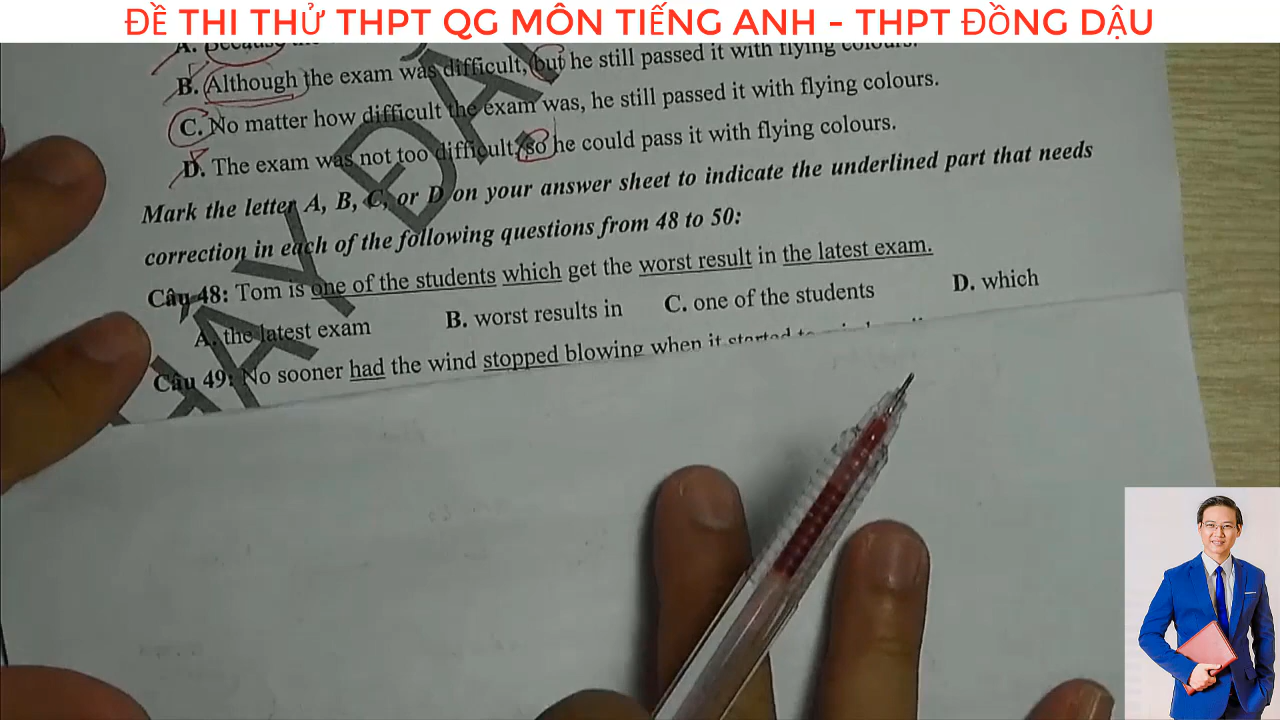 ĐỀ THI THỬ THPT QG MÔN TIẾNG ANH - THPT ĐỒNG DẬU
A. Because
B. Although the exam was difficult, but he still passed it with flying colours.
C. No matter how difficult the exam was, he still passed it with flying colours.
D. The exam was not too difficult, so he could pass it with flying colours.
Mark the letter A, B, C, or D on your answer sheet to indicate the underlined part that needs
correction in each of the following questions from 48 to 50:
Câu 48: Tom is one of the students which get the worst result in the latest exam.
A. the latest exam B. worst results in C. one of the students D. which
Câu 49: No sooner had the wind stopped blowing when it started to